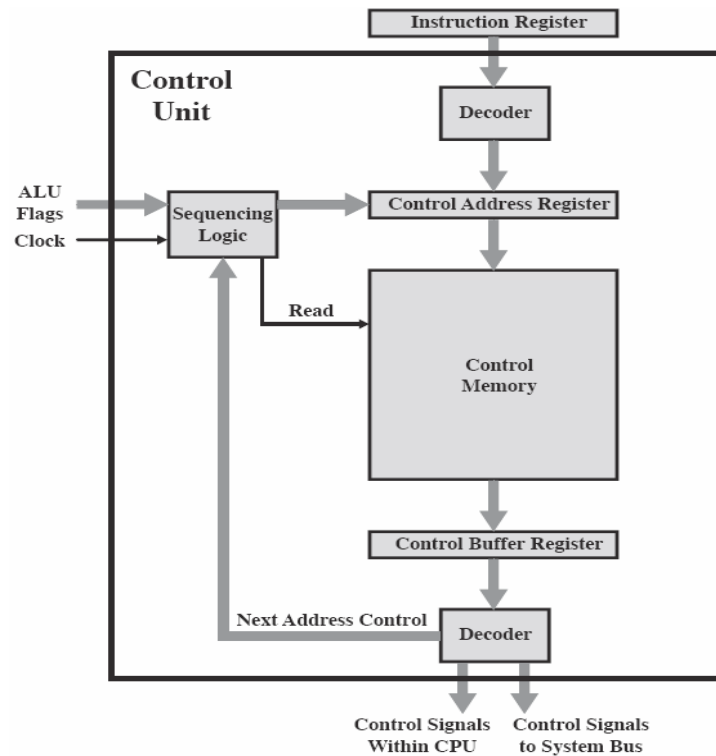 Instruction Register
Control
Unit
Decoder
ALU
Flags
Sequencing
Logic
Control Address Register
Clock
Read
Control
Memory
Control Buffer Register
Next Address Control
Decoder
Control Signals
Within CPU
Control Signals
to System Bus